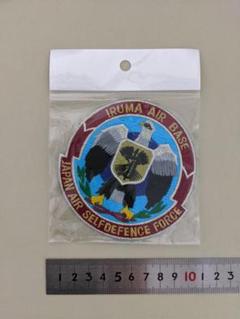 IRUMA AIR BASE
JAPAN AIR SELFDEFENCE FORCE
1 2 3 4 5 6 7 8 9 10 1 2 3